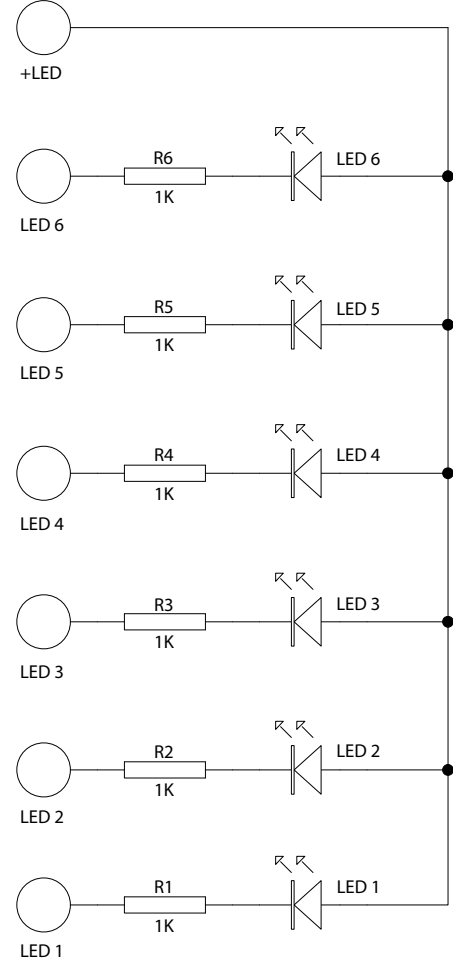 +LED
R6
LED 6
1K
LED 6
R5
LED 5
1K
LED 5
R4
LED 4
1K
LED 4
R3
LED 3
1K
LED 3
R2
LED 2
1K
LED 2
R1
LED 1
1K
LED 1